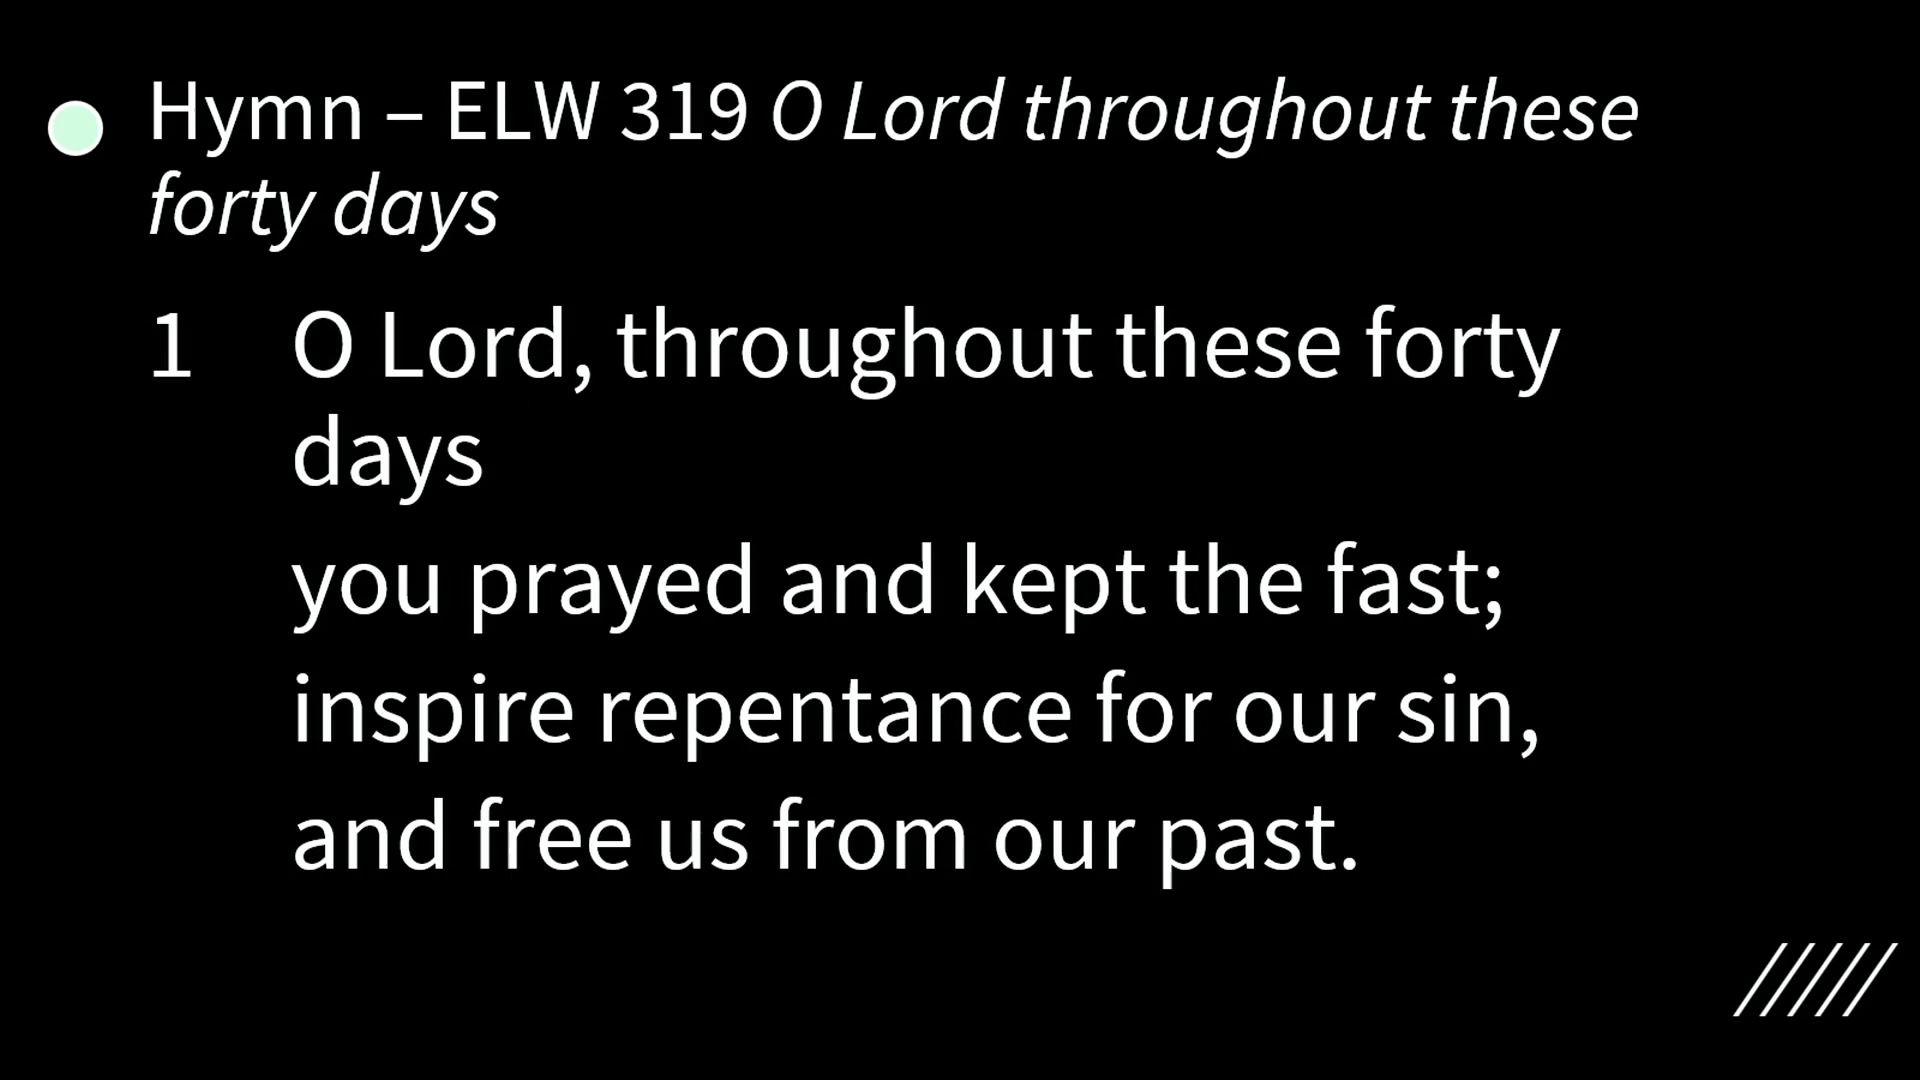 Hymn – ELW 319 O Lord throughout these
forty days
1 O Lord, throughout these forty
days
you prayed and kept the fast;
inspire repentance for our sin,
and free us from our past.